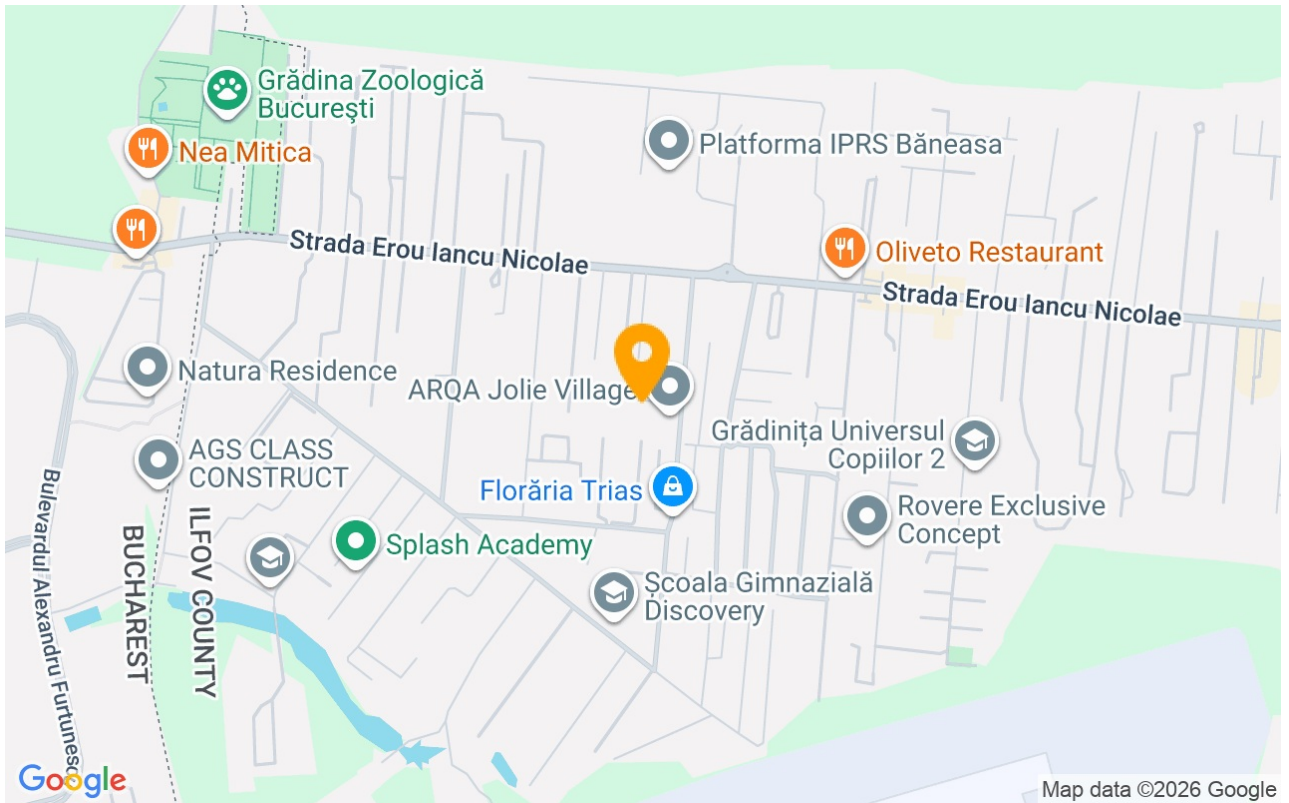 Grădina Zoologică
București
Nea Mitica
Platforma IPRS Băneasa
Strada Erou Iancu Nicolae
Oliveto Restaurant
Strada Erou Iancu Nicolae
Natura Residence
ARQA Jolie Village
Grădinița Universul
Copiilor 2
AGS CLASS
CONSTRUCT
Florăria Trias
Rovere Exclusive
Concept
Splash Academy
Școala Gimnazială
Discovery
Bulevardul Alexandru Furtunesc
BUCHAREST
ILFOV COUNTY
Google
Map data ©2026 Google